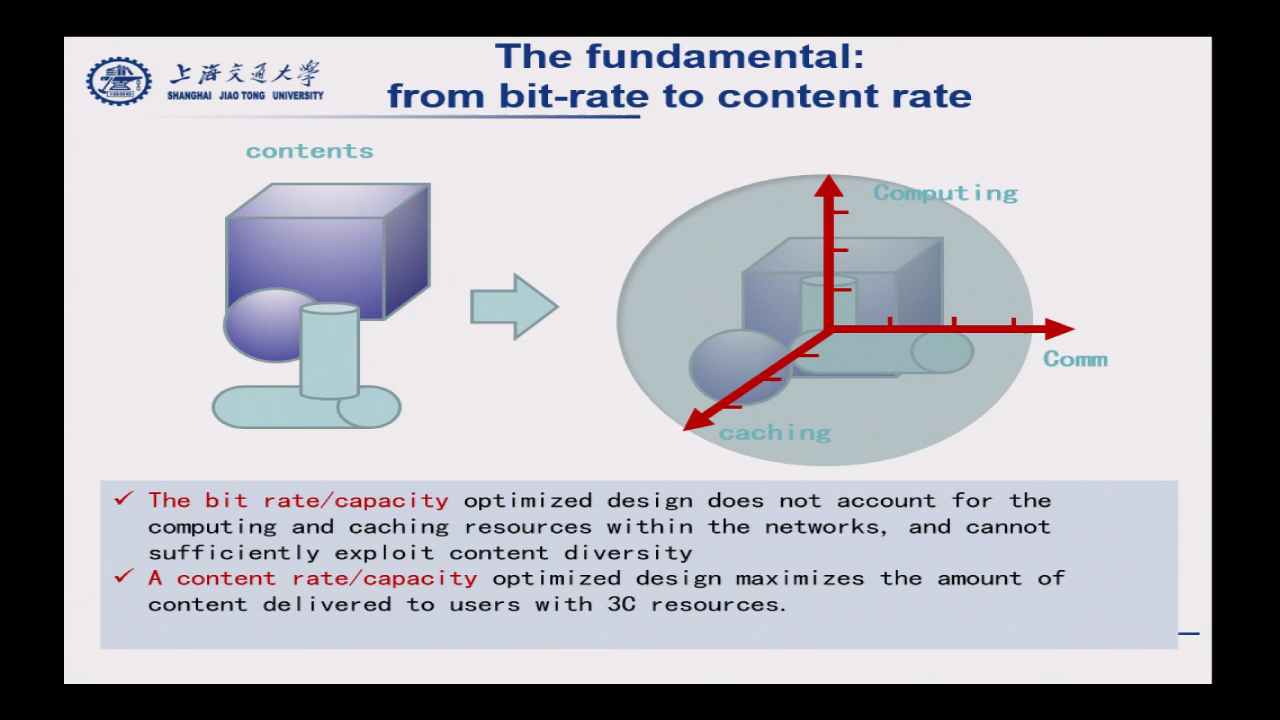 The fundamental:
from bit-rate to content rate
上海交通大学
SHANGHAI JIAO TONG UNIVERSITY
1896
contents
Computing
Comm
caching
✓ The bit rate/capacity optimized design does not account for the
computing and caching resources within the networks, and cannot
sufficiently exploit content diversity
✓ A content rate/capacity optimized design maximizes the amount of
content delivered to users with 3C resources.